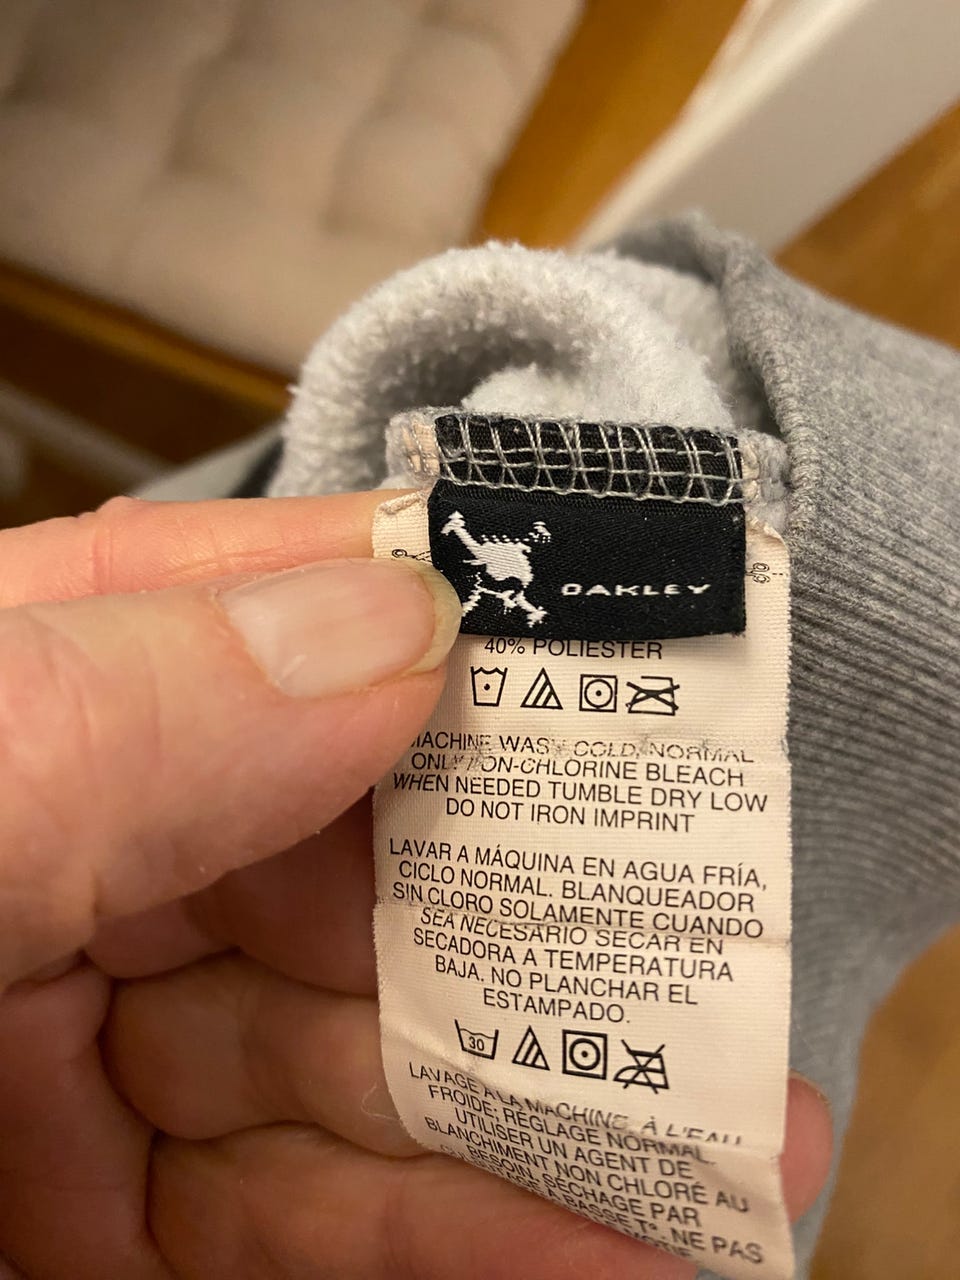 OAKLEY
40% POLIESTER
MACHINE WASH COLD, NORMAL
ONLY NON-CHLORINE BLEACH
WHEN NEEDED TUMBLE DRY LOW
DO NOT IRON IMPRINT
LAVAR A MÁQUINA EN AGUA FRÍA,
CICLO NORMAL. BLANQUEADOR
SIN CLORO SOLAMENTE CUANDO
SEA NECESARIO SECAR EN
SECADORA A TEMPERATURA
BAJA. NO PLANCHAR EL
ESTAMPADO.
30
LAVAGE A LA MACHINE, À L'EAU
FROIDE; RÉGLAGE NORMAL.
UTILISER UN AGENT DE
BLANCHIMENT NON CHLORÉ AU
BESOIN. SÉCHAGE PAR
CULBUTAGE A BASSE T°. NE PAS
MOTIF